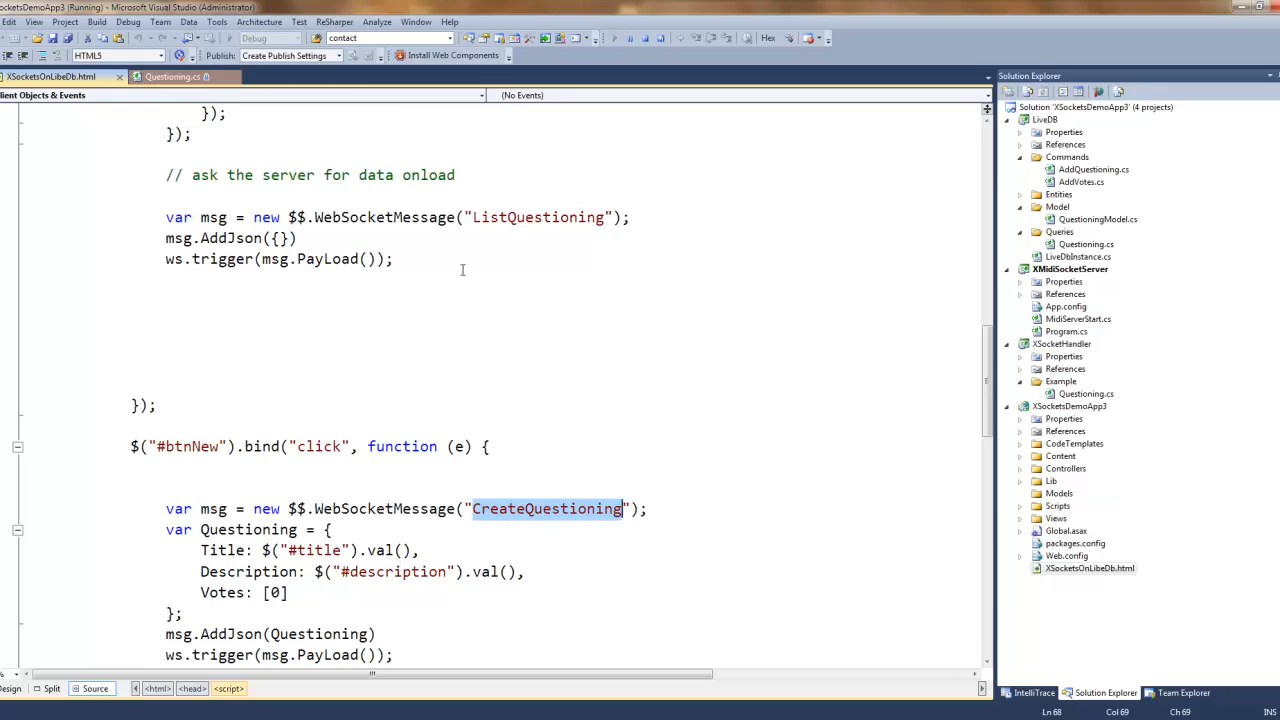 ocketsDemoApp3 (Running) - Microsoft Visual Studio (Administrator)
Edit View Project Build Debug Team Data Tools Architecture Test ReSharper Analyze Window Help
Debug contact Hex
HTML5 Publish: Create Publish Settings Install Web Components
XSocketsOnLibeDb.html Questioning.cs
lient Objects & Events (No Events)
});
});
// ask the server for data onload
var msg = new $$.WebSocketMessage("ListQuestioning");
msg.AddJson({})
ws.trigger(msg.PayLoad());
});
$("#btnNew").bind("click", function (e) {
var msg = new $$.WebSocketMessage("CreateQuestioning");
var Questioning = {
Title: $("#title").val(),
Description: $("#description").val(),
Votes: [0]
};
msg.AddJson(Questioning)
ws.trigger(msg.PayLoad());
%
Design Split Source <html> <head> <script>
Solution Explorer
Solution 'XSocketsDemoApp3' (4 projects)
LiveDB
Properties
References
Commands
AddQuestioning.cs
AddVotes.cs
Entities
Model
QuestioningModel.cs
Queries
Questioning.cs
LiveDbInstance.cs
XMidiSocketServer
Properties
References
App.config
MidiServerStart.cs
Program.cs
XSocketHandler
Properties
References
Example
Questioning.cs
XSocketsDemoApp3
Properties
References
CodeTemplates
Content
Controllers
Lib
Models
Scripts
Views
Global.asax
packages.config
Web.config
XSocketsOnLibeDb.html
IntelliTrace Solution Explorer Team Explorer
Ln 68 Col 69 Ch 69 INS